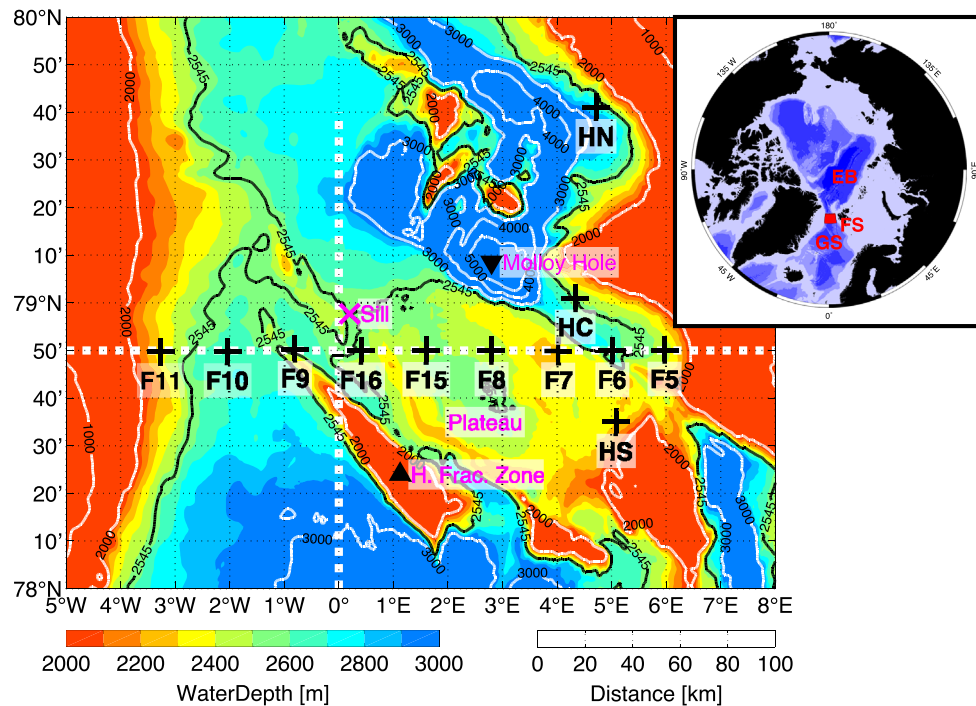 80°N
50'
40'
30'
20'
10'
79°N
50'
40'
30'
20'
10'
78°N
5°W 4°W 3°W 2°W 1°W 0° 1°E 2°E 3°E 4°E 5°E 6°E 7°E 8°E
1000
2000
2545
3000
4000
5000
HN
Molloy Hole
Sill
HC
F11 F10 F9 F16 F15 F8 F7 F6 F5
Plateau
HS
H. Frac. Zone
2000 2200 2400 2600 2800 3000
WaterDepth [m]
0 20 40 60 80 100
Distance [km]
180°
135°W
135°E
90°W
90°E
EB
FS
GS
45°W
45°E
0°